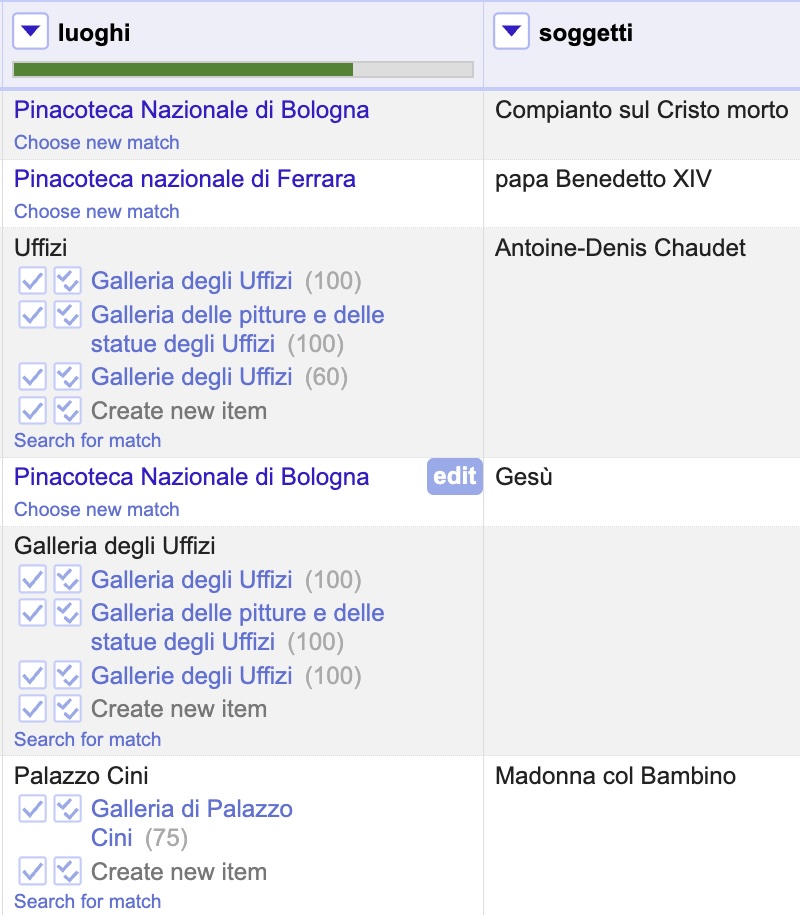 luoghi
soggetti
Pinacoteca Nazionale di Bologna
Choose new match
Compianto sul Cristo morto
Pinacoteca nazionale di Ferrara
Choose new match
papa Benedetto XIV
Uffizi
Galleria degli Uffizi (100)
Galleria delle pitture e delle
statue degli Uffizi (100)
Gallerie degli Uffizi (60)
Create new item
Search for match
Antoine-Denis Chaudet
Pinacoteca Nazionale di Bologna
edit
Choose new match
Gesù
Galleria degli Uffizi
Galleria degli Uffizi (100)
Galleria delle pitture e delle
statue degli Uffizi (100)
Gallerie degli Uffizi (100)
Create new item
Search for match
Palazzo Cini
Galleria di Palazzo
Cini (75)
Create new item
Search for match
Madonna col Bambino